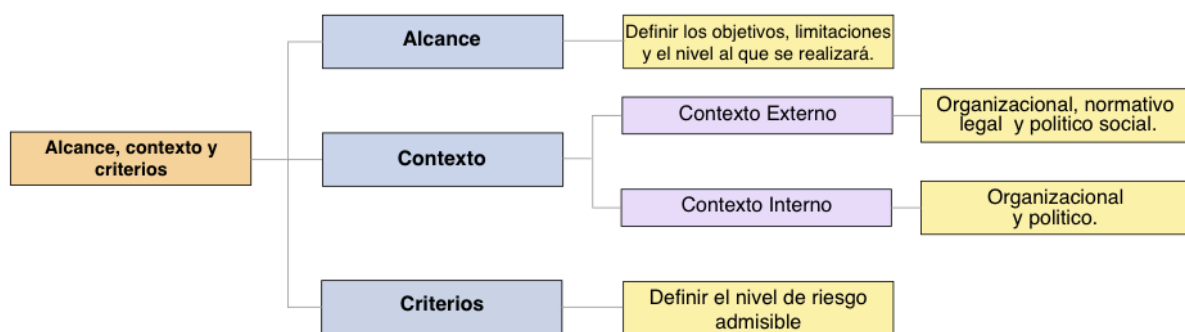 Alcance
Definir los objetivos, limitaciones
y el nivel al que se realizará.
Alcance, contexto y
criterios
Contexto
Contexto Externo
Organizacional, normativo
legal y politico social.
Contexto Interno
Organizacional
y politico.
Criterios
Definir el nivel de riesgo
admisible